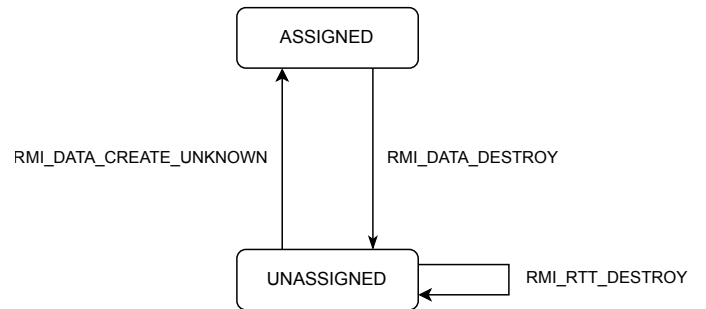 ASSIGNED
RMI_DATA_CREATE_UNKNOWN
RMI_DATA_DESTROY
UNASSIGNED
RMI_RTT_DESTROY